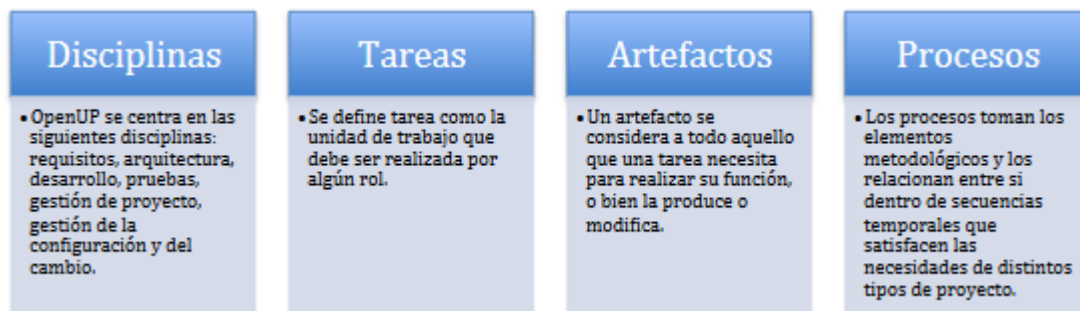 Disciplinas
• OpenUP se centra en las
siguientes disciplinas:
requisitos, arquitectura,
desarrollo, pruebas,
gestión de proyecto,
gestión de la
configuración y del
cambio.
Tareas
• Se define tarea como la
unidad de trabajo que
debe ser realizada por
algún rol.
Artefactos
• Un artefacto se
considera a todo aquello
que una tarea necesita
para realizar su función,
o bien la produce o
modifica.
Procesos
• Los procesos toman los
elementos
metodológicos y los
relacionan entre si
dentro de secuencias
temporales que
satisfacen las
necesidades de distintos
tipos de proyecto.